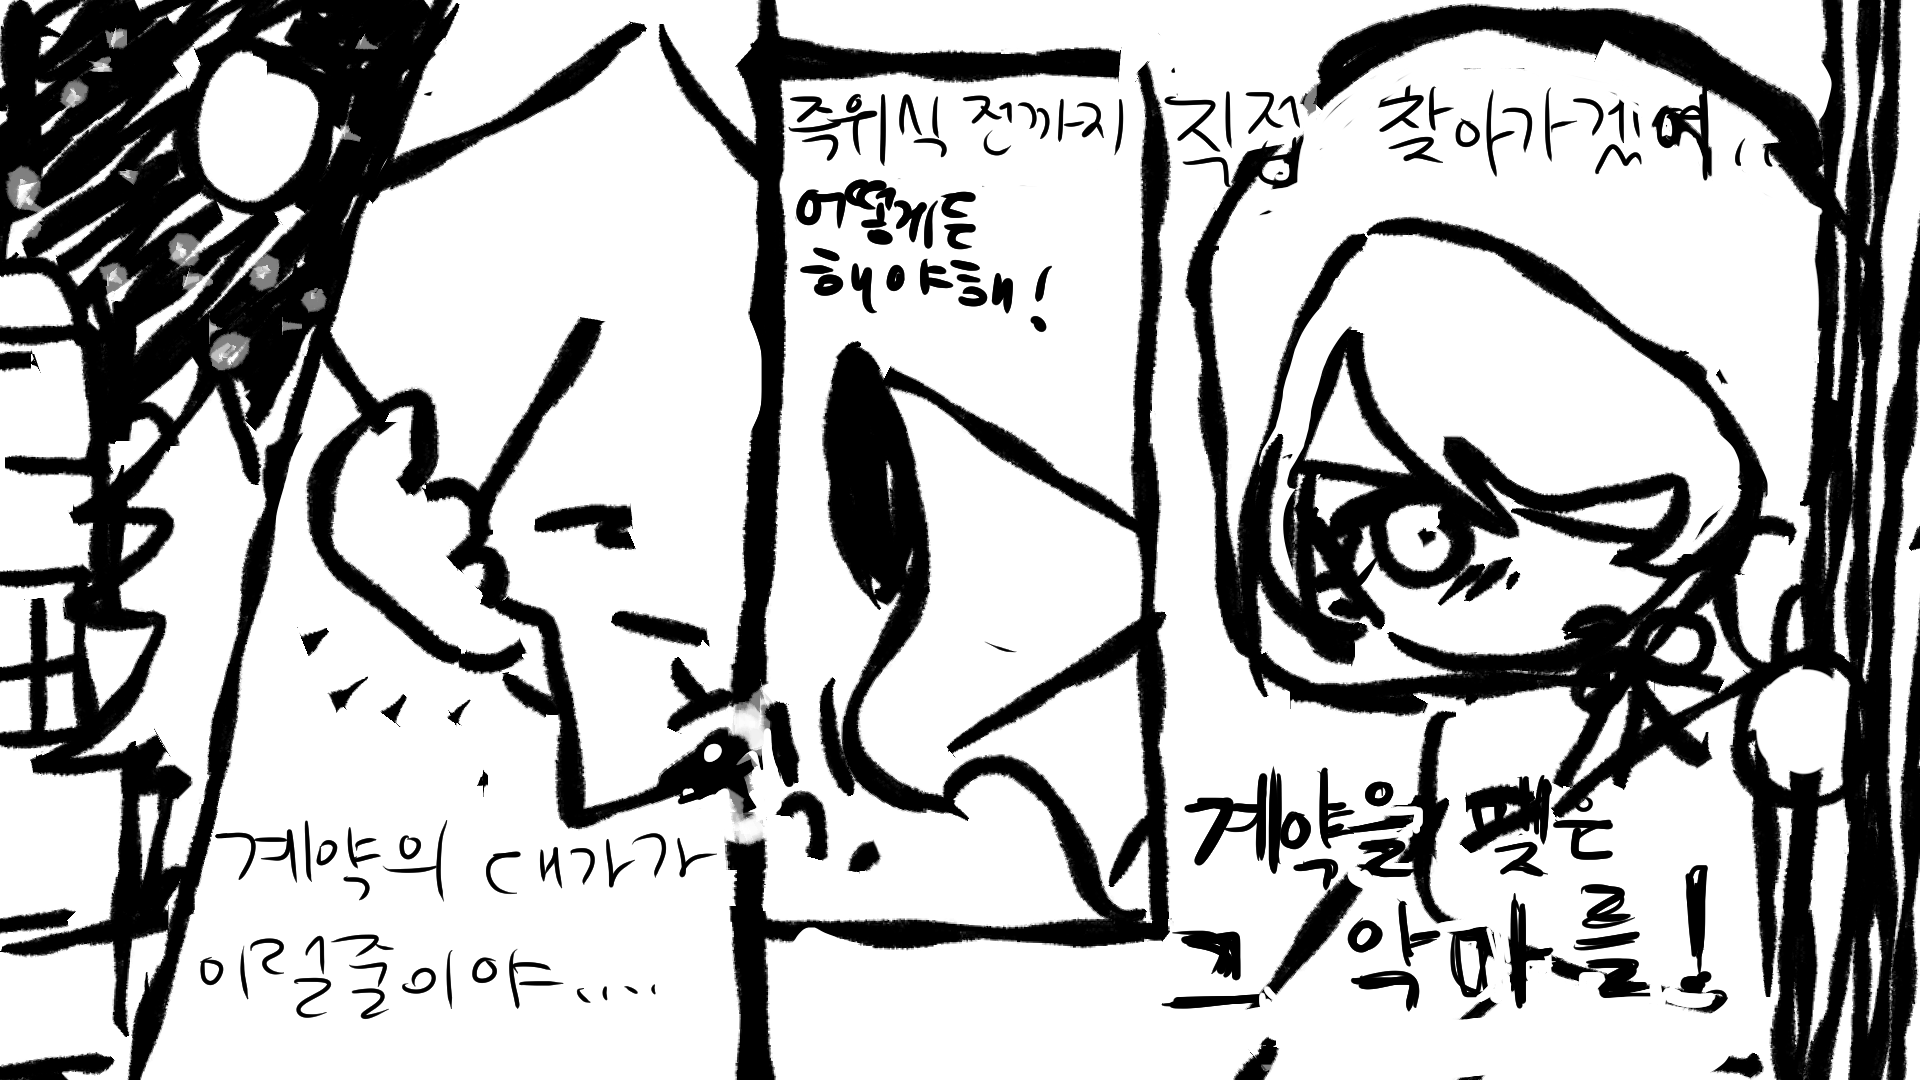 계약의 대가가
이럴줄이야....
즉위식 전까지
어떻게든
해야해!
직접 찾아가겠어..
계약을 맺은
그 악마를!